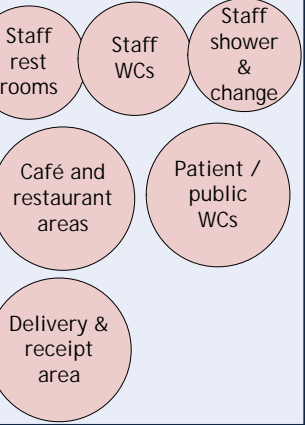 Staff
rest
rooms
Staff
WCs
Staff
shower
&
change
Café and
restaurant
areas
Patient /
public
WCs
Delivery &
receipt
area